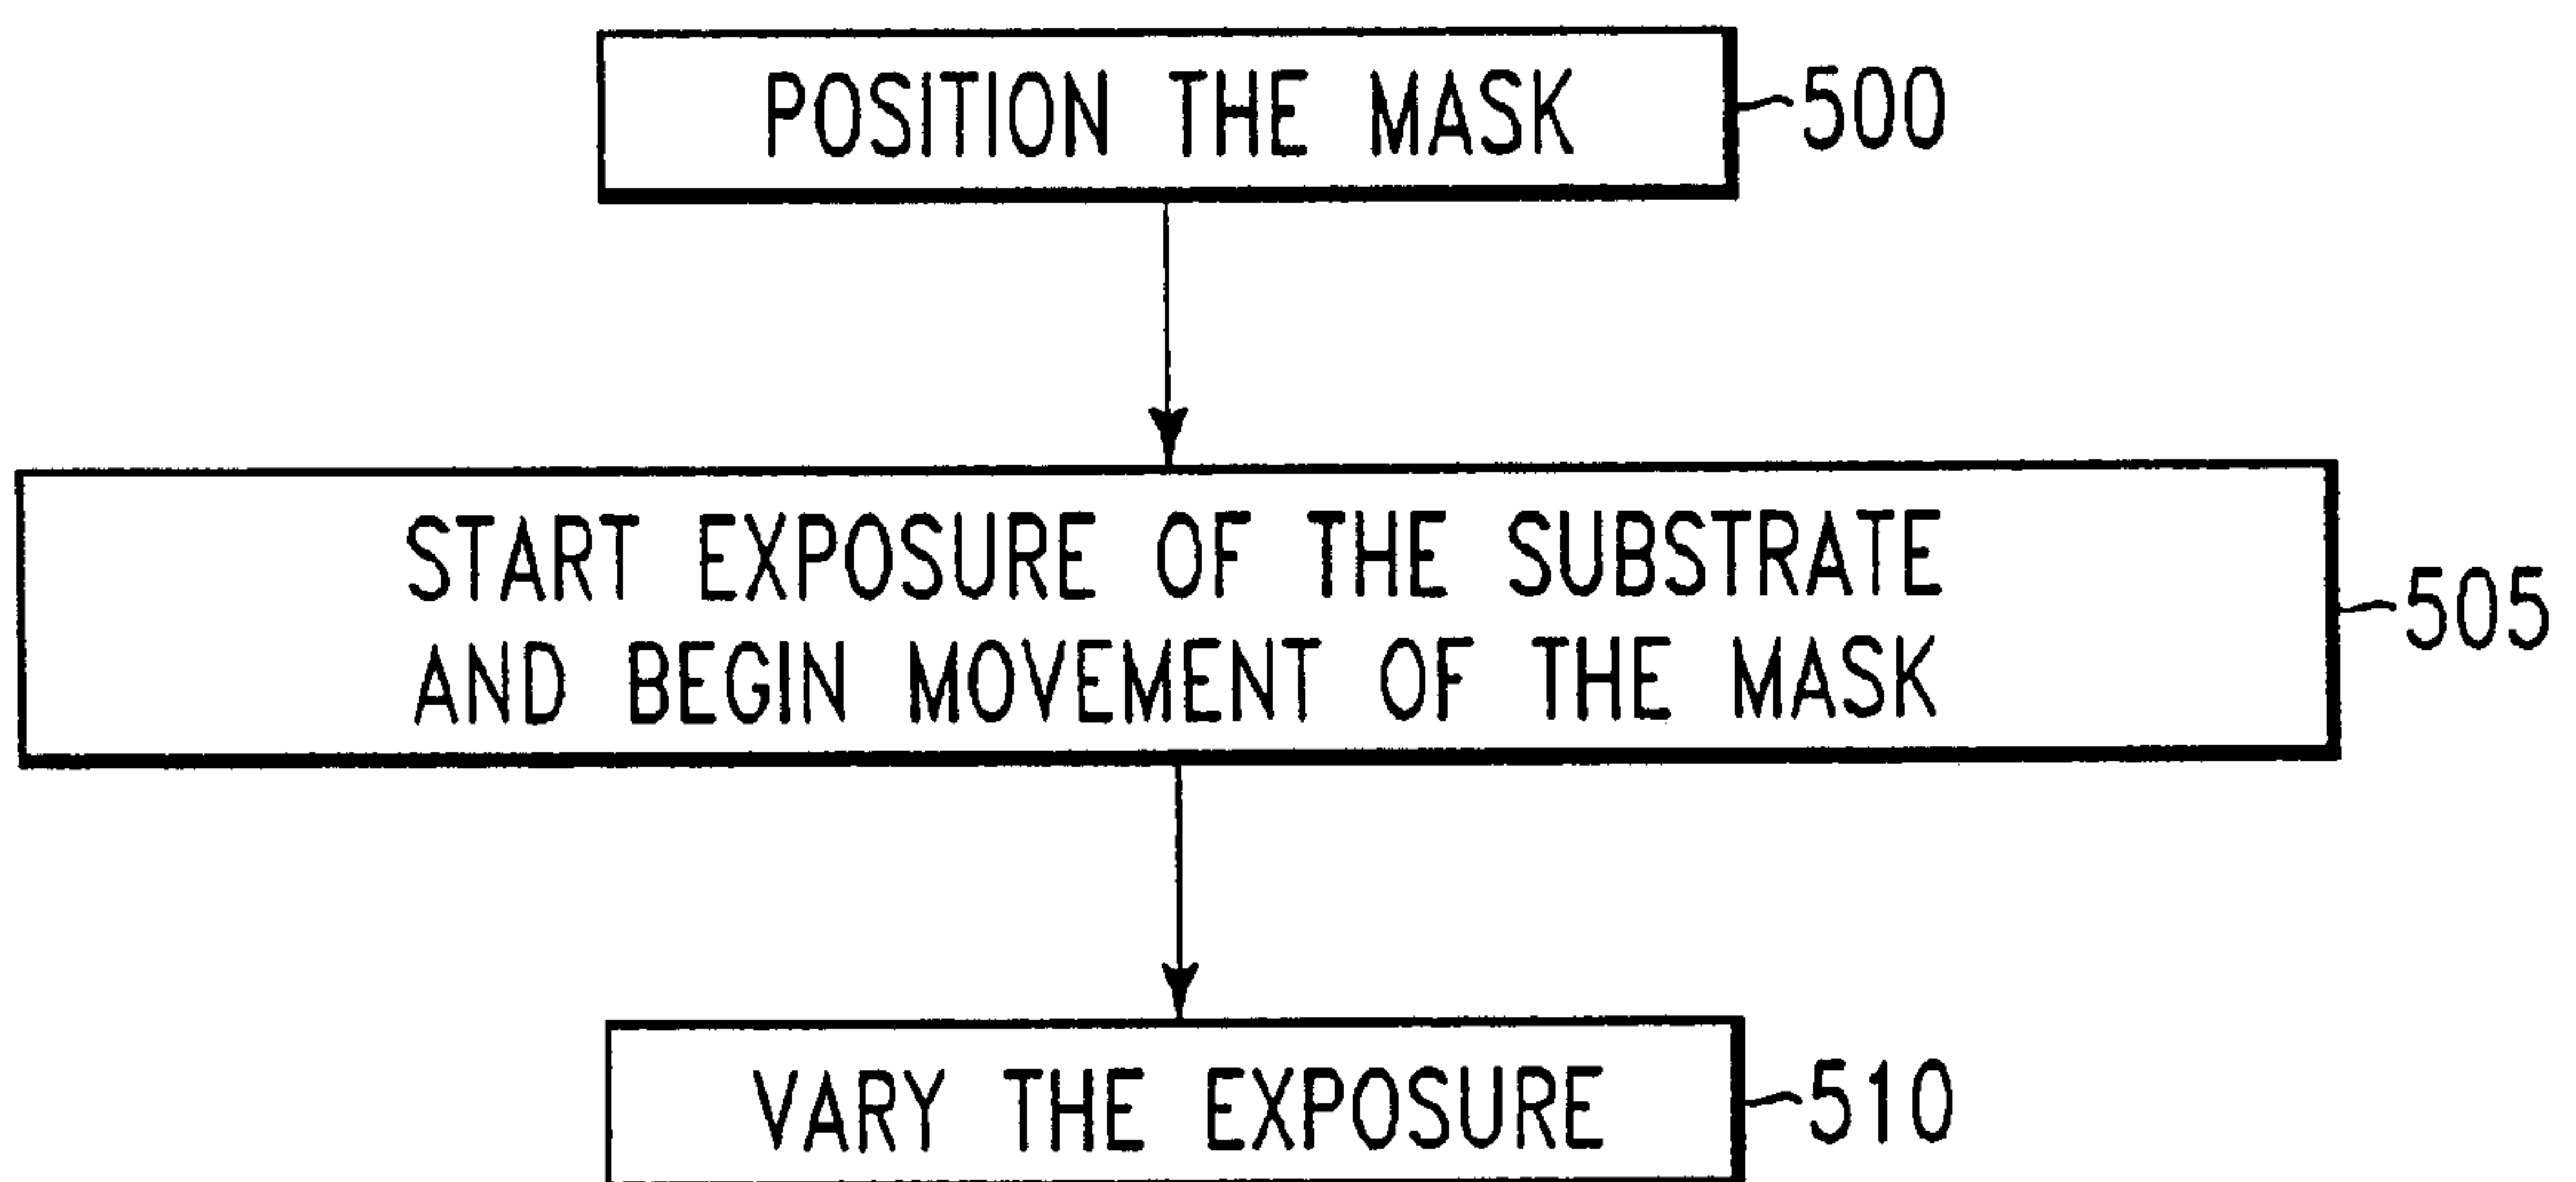 POSITION THE MASK
500
START EXPOSURE OF THE SUBSTRATE
AND BEGIN MOVEMENT OF THE MASK
505
VARY THE EXPOSURE
510